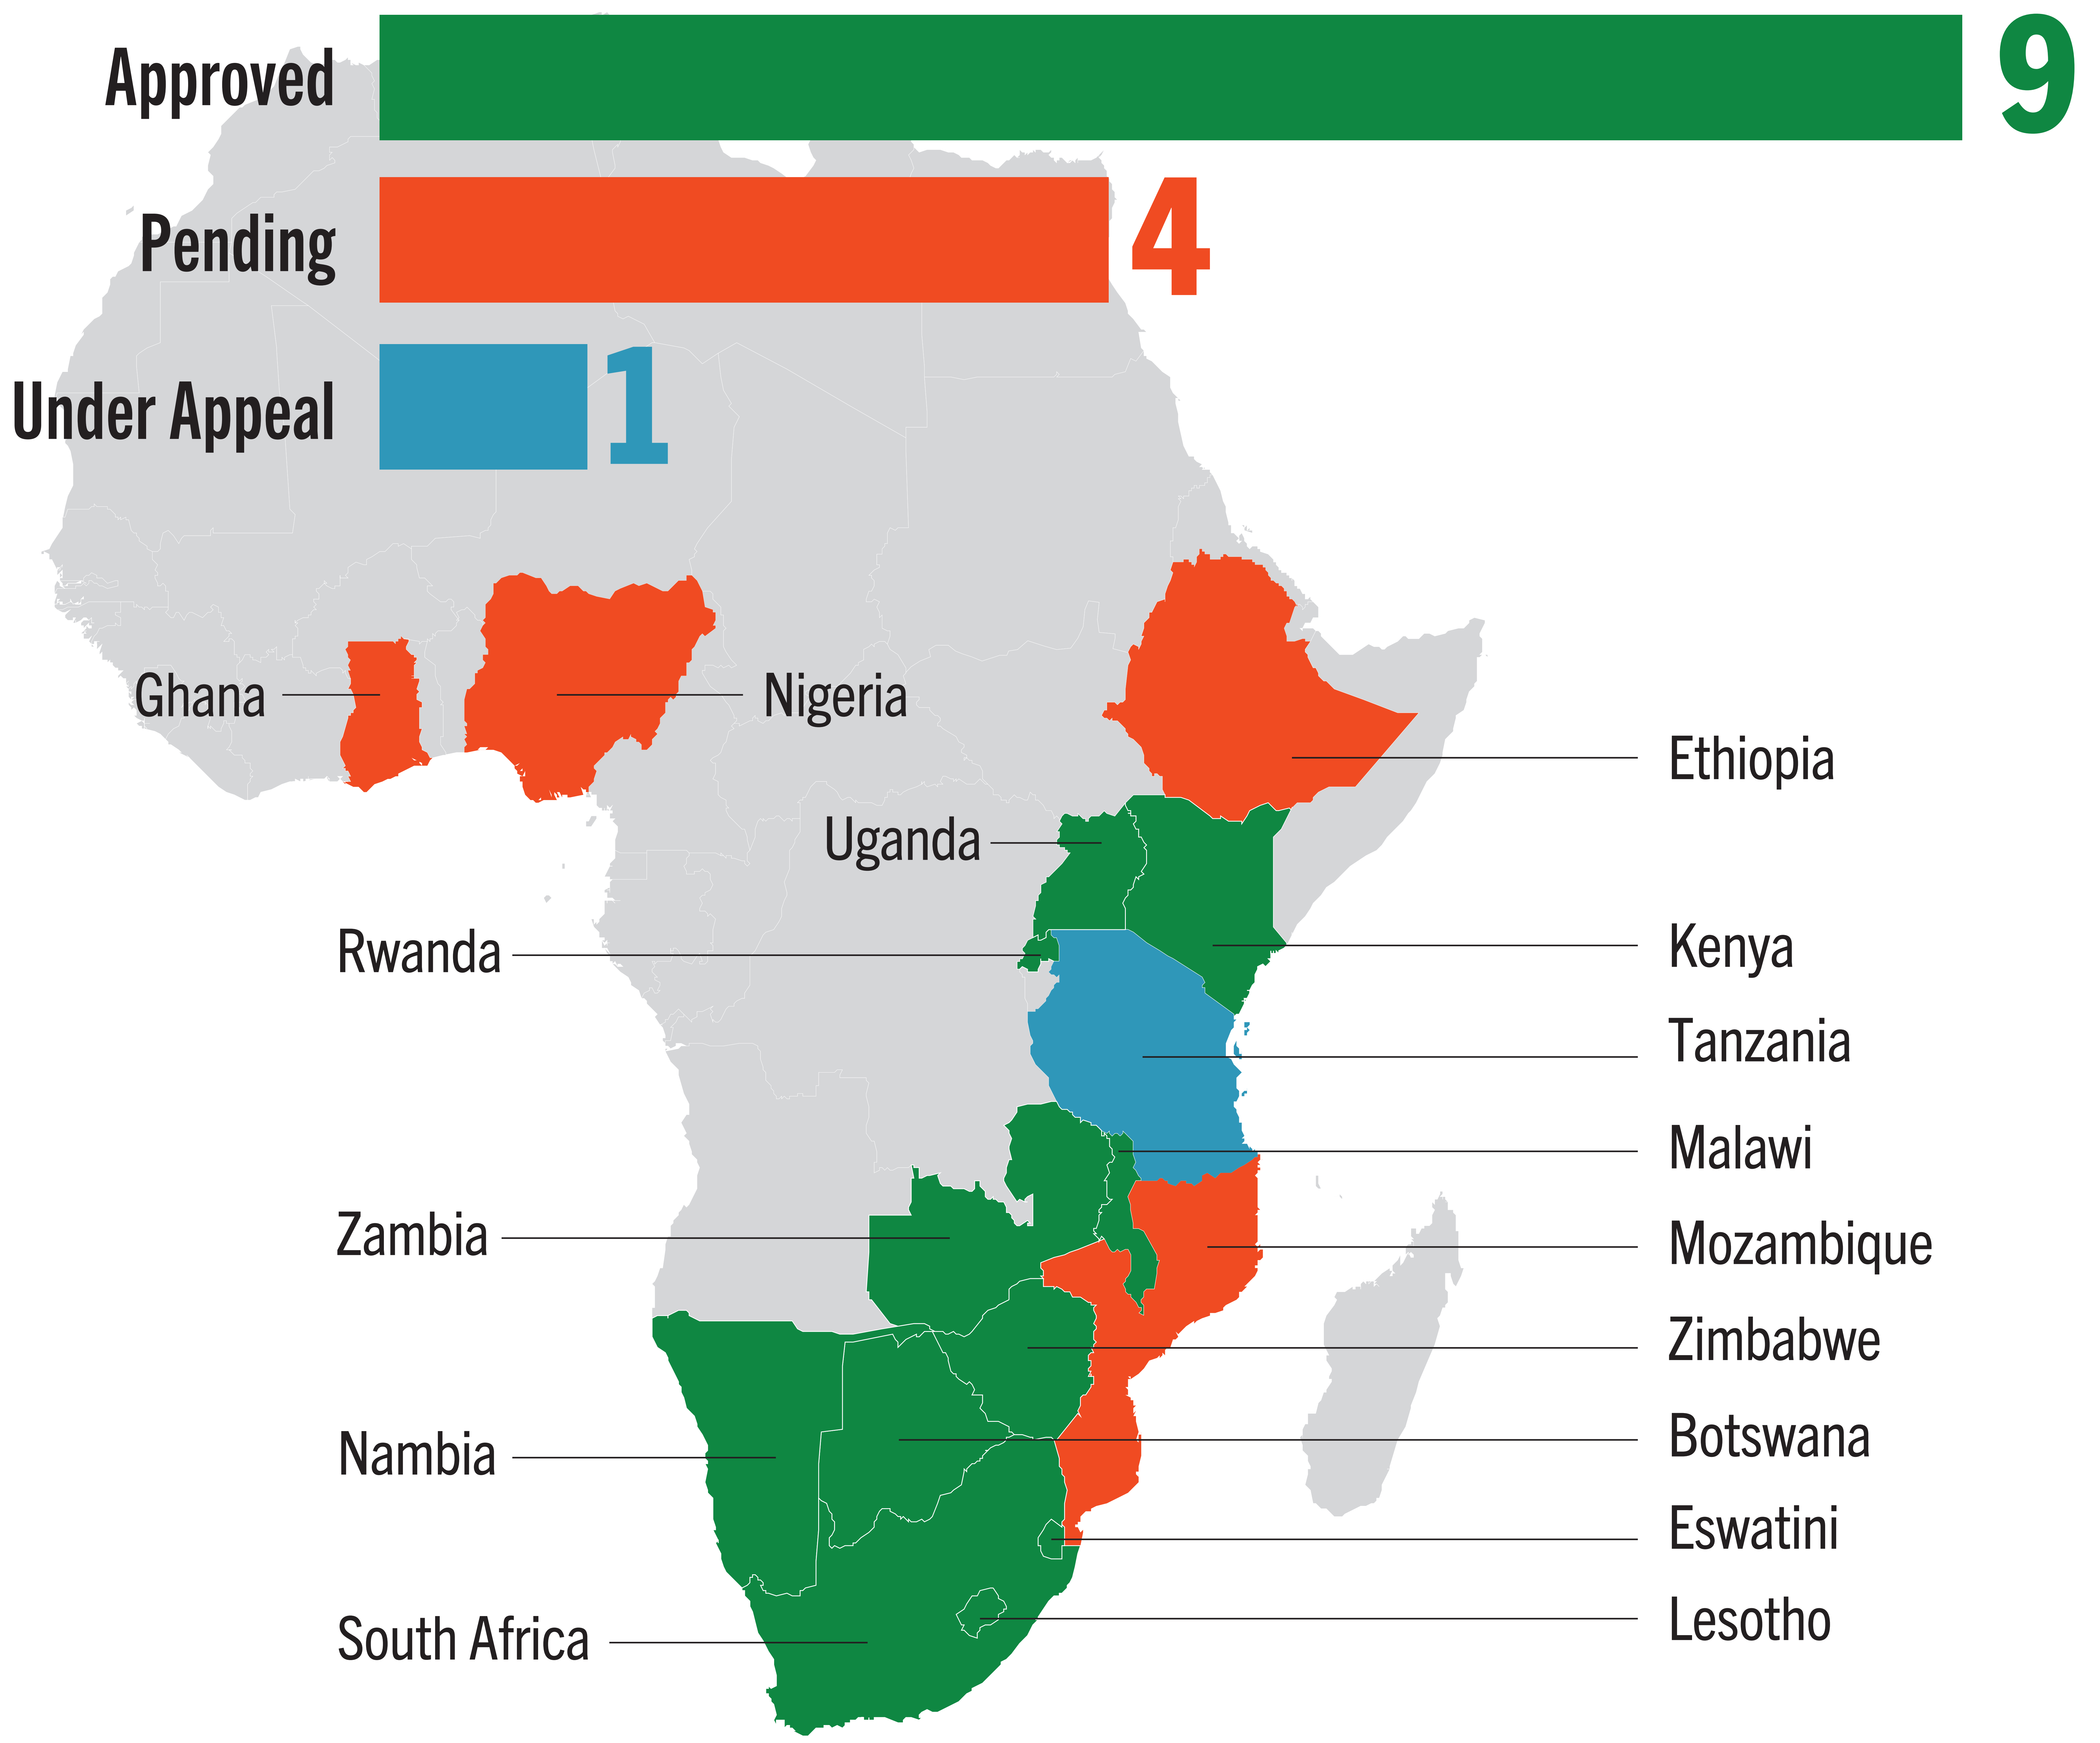 Approved 9
Pending 4
Under Appeal 1
Ghana
Nigeria
Ethiopia
Uganda
Kenya
Rwanda
Tanzania
Malawi
Zambia
Mozambique
Zimbabwe
Botswana
Nambia
Eswatini
Lesotho
South Africa